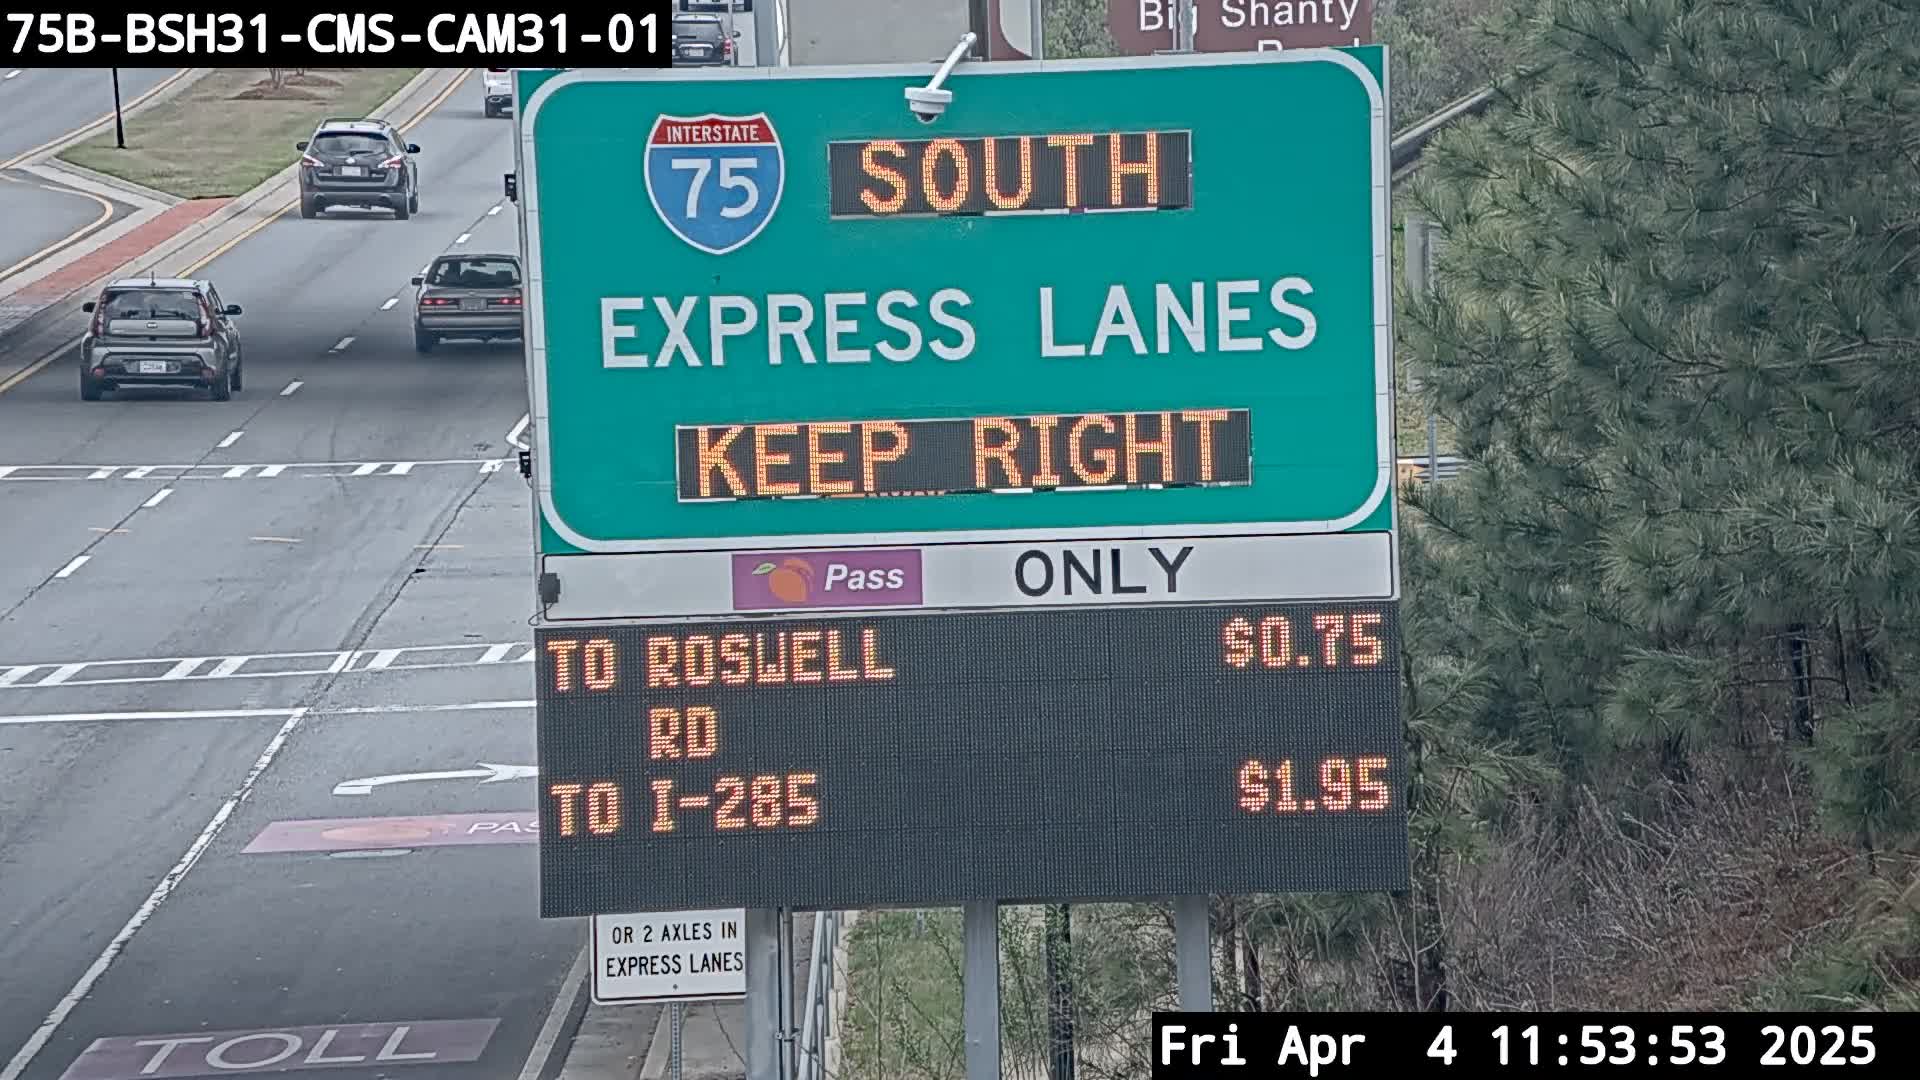 75B-BSH31-CMS-CAM31-01
Big Shanty
INTERSTATE
75
SOUTH
EXPRESS LANES
KEEP RIGHT
Pass
ONLY
TO ROSWELL $0.75
RD
TO I-285 $1.95
OR 2 AXLES IN
EXPRESS LANES
TOLL
Fri Apr 4 11:53:53 2025